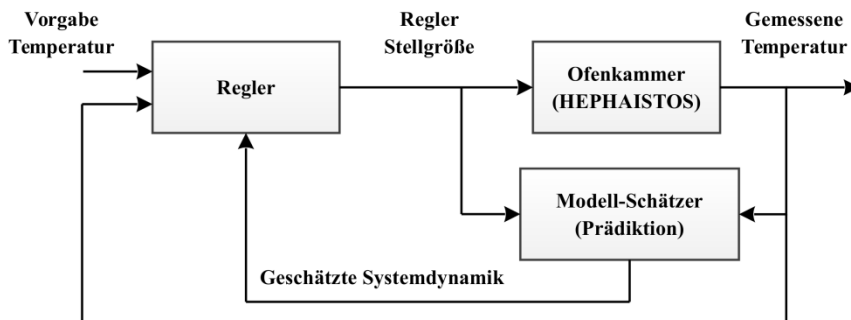 Vorgabe
Temperatur
Regler
Stellgröße
Gemessene
Temperatur
Regler
Ofenkammer
(HEPHAISTOS)
Modell-Schätzer
(Prädiktion)
Geschätzte Systemdynamik